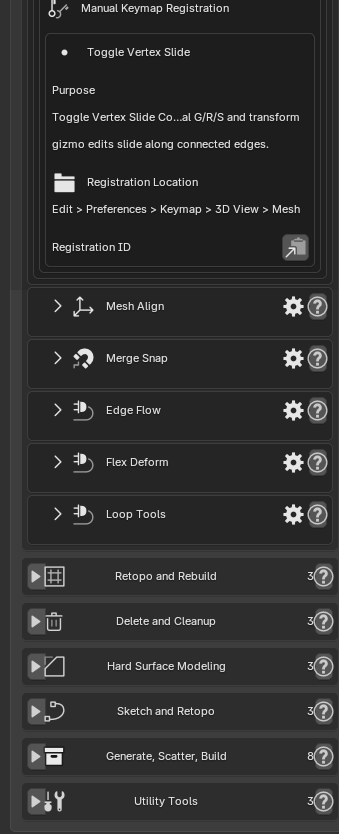 Manual Keymap Registration
Toggle Vertex Slide
Purpose
Toggle Vertex Slide Co...al G/R/S and transform
gizmo edits slide along connected edges.
Registration Location
Edit > Preferences > Keymap > 3D View > Mesh
Registration ID
Mesh Align ?
Merge Snap ?
Edge Flow ?
Flex Deform ?
Loop Tools ?
Retopo and Rebuild 3 ?
Delete and Cleanup 3 ?
Hard Surface Modeling 3 ?
Sketch and Retopo 3 ?
Generate, Scatter, Build 8 ?
Utility Tools 3 ?